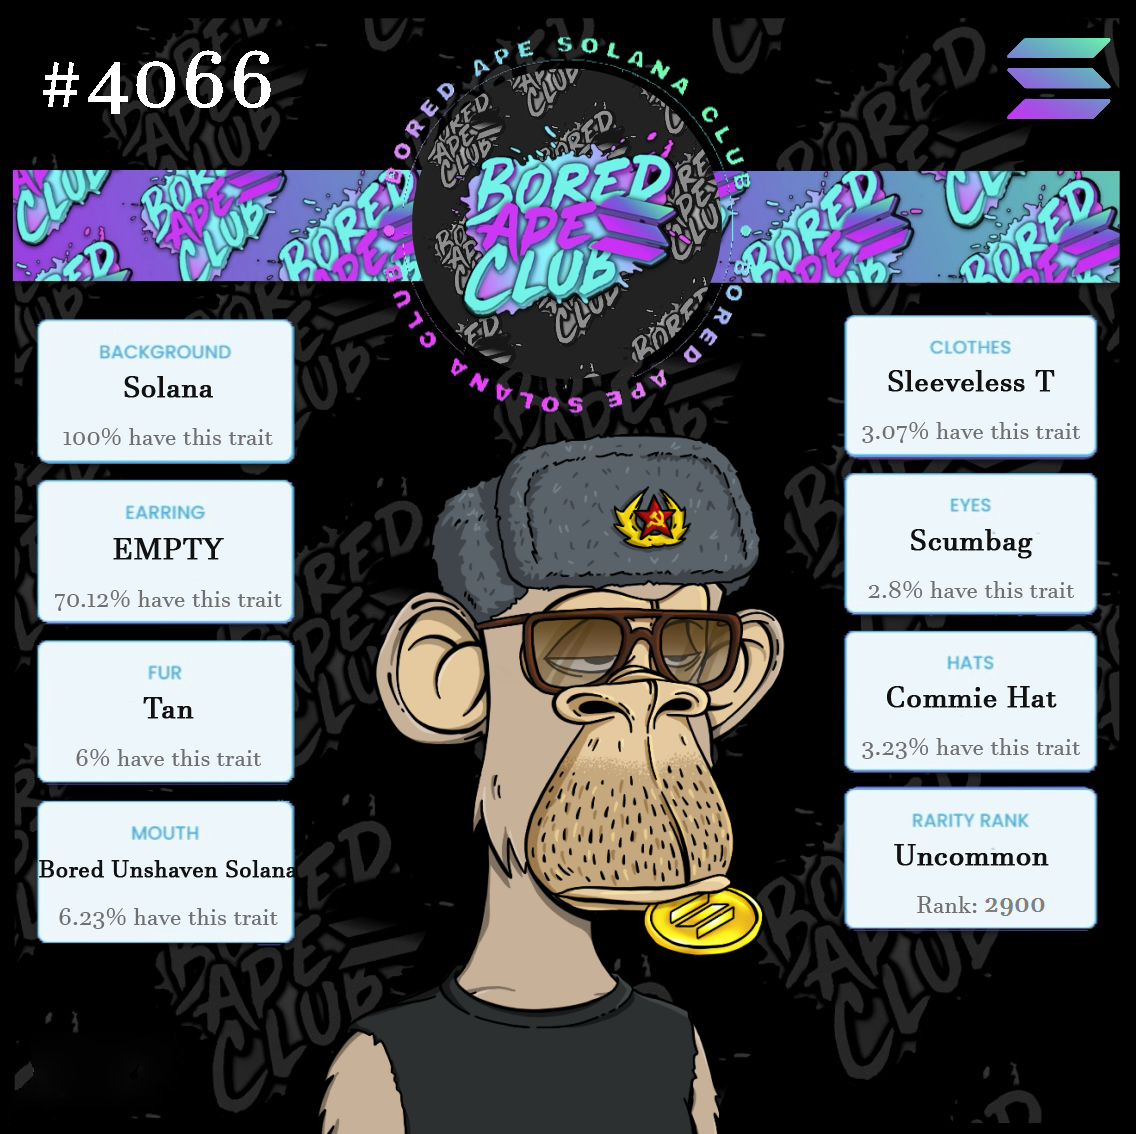 #4066
BORED APE SOLANA CLUB
BORED APE SOLANA CLUB
BORED
APE
CLUB
BACKGROUND
Solana
100% have this trait
EARRING
EMPTY
70.12% have this trait
FUR
Tan
6% have this trait
MOUTH
Bored Unshaven Solana
6.23% have this trait
CLOTHES
Sleeveless T
3.07% have this trait
EYES
Scumbag
2.8% have this trait
HATS
Commie Hat
3.23% have this trait
RARITY RANK
Uncommon
Rank: 2900